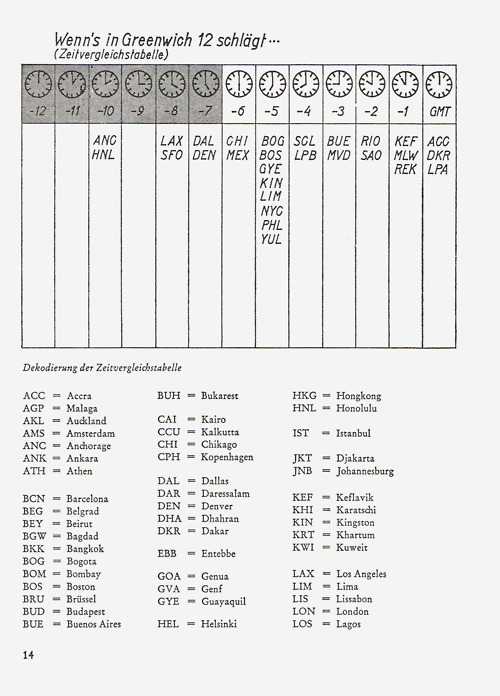 Wenn's in Greenwich 12 schlägt...
(Zeitvergleichstabelle)
-12 -11 -10 -9 -8 -7 -6 -5 -4 -3 -2 -1 GMT
ANC LAX DAL CHI BOG SCL BUE RIO KEF ACC
HNL SFO DEN MEX BOS LPB MVD SAO MLW DKR
GYE REK LPA
KIN
LIM
NYC
PHL
YUL
Dekodierung der Zeitvergleichstabelle
ACC = Accra
AGP = Malaga
AKL = Auckland
AMS = Amsterdam
ANC = Anchorage
ANK = Ankara
ATH = Athen
BCN = Barcelona
BEG = Belgrad
BEY = Beirut
BGW = Bagdad
BKK = Bangkok
BOG = Bogota
BOM = Bombay
BOS = Boston
BRU = Brüssel
BUD = Budapest
BUE = Buenos Aires
BUH = Bukarest
CAI = Kairo
CCU = Kalkutta
CHI = Chikago
CPH = Kopenhagen
DAL = Dallas
DAR = Daressalam
DEN = Denver
DHA = Dhahran
DKR = Dakar
EBB = Entebbe
GOA = Genua
GVA = Genf
GYE = Guayaquil
HEL = Helsinki
HKG = Hongkong
HNL = Honolulu
IST = Istanbul
JKT = Djakarta
JNB = Johannesburg
KEF = Keflavik
KHI = Karatschi
KIN = Kingston
KRT = Khartum
KWI = Kuweit
LAX = Los Angeles
LIM = Lima
LIS = Lissabon
LON = London
LOS = Lagos
14